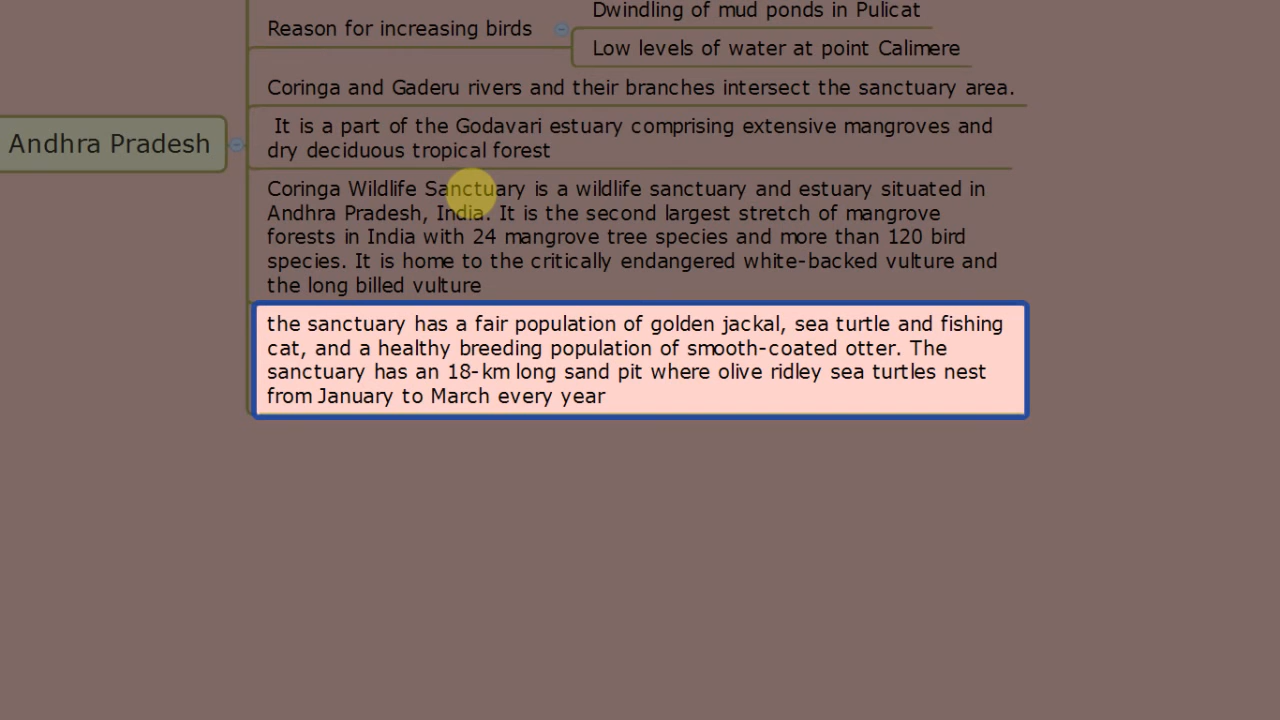 Dwindling of mud ponds in Pulicat
Reason for increasing birds
Low levels of water at point Calimere
Coringa and Gaderu rivers and their branches intersect the sanctuary area.
Andhra Pradesh
It is a part of the Godavari estuary comprising extensive mangroves and
dry deciduous tropical forest
Coringa Wildlife Sanctuary is a wildlife sanctuary and estuary situated in
Andhra Pradesh, India. It is the second largest stretch of mangrove
forests in India with 24 mangrove tree species and more than 120 bird
species. It is home to the critically endangered white-backed vulture and
the long billed vulture
the sanctuary has a fair population of golden jackal, sea turtle and fishing
cat, and a healthy breeding population of smooth-coated otter. The
sanctuary has an 18-km long sand pit where olive ridley sea turtles nest
from January to March every year